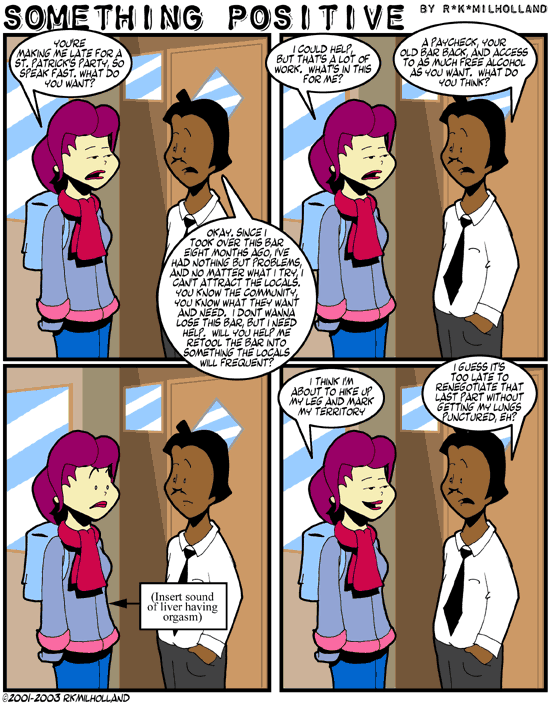 SOMETHING POSITIVE BY R*K*MILHOLLAND
YOU'RE
MAKING ME LATE FOR A
ST. PATRICK'S PARTY, SO
SPEAK FAST. WHAT DO
YOU WANT?
OKAY. SINCE I
TOOK OVER THIS BAR
EIGHT MONTHS AGO, I'VE
HAD NOTHING BUT PROBLEMS,
AND NO MATTER WHAT I TRY, I
CAN'T ATTRACT THE LOCALS.
YOU KNOW THE COMMUNITY,
YOU KNOW WHAT THEY WANT
AND NEED. I DONT WANNA
LOSE THIS BAR, BUT I NEED
HELP. WILL YOU HELP ME
RETOOL THE BAR INTO
SOMETHING THE LOCALS
WILL FREQUENT?
I COULD HELP,
BUT THAT'S A LOT OF
WORK. WHAT'S IN THIS
FOR ME?
A PAYCHECK, YOUR
OLD BAR BACK, AND ACCESS
TO AS MUCH FREE ALCOHOL
AS YOU WANT. WHAT DO
YOU THINK?
(Insert sound
of liver having
orgasm)
I THINK I'M
ABOUT TO HIKE UP
MY LEG AND MARK
MY TERRITORY
I GUESS IT'S
TOO LATE TO
RENEGOTIATE THAT
LAST PART WITHOUT
GETTING MY LUNGS
PUNCTURED, EH?
©2001-2003 RKMILHOLLAND